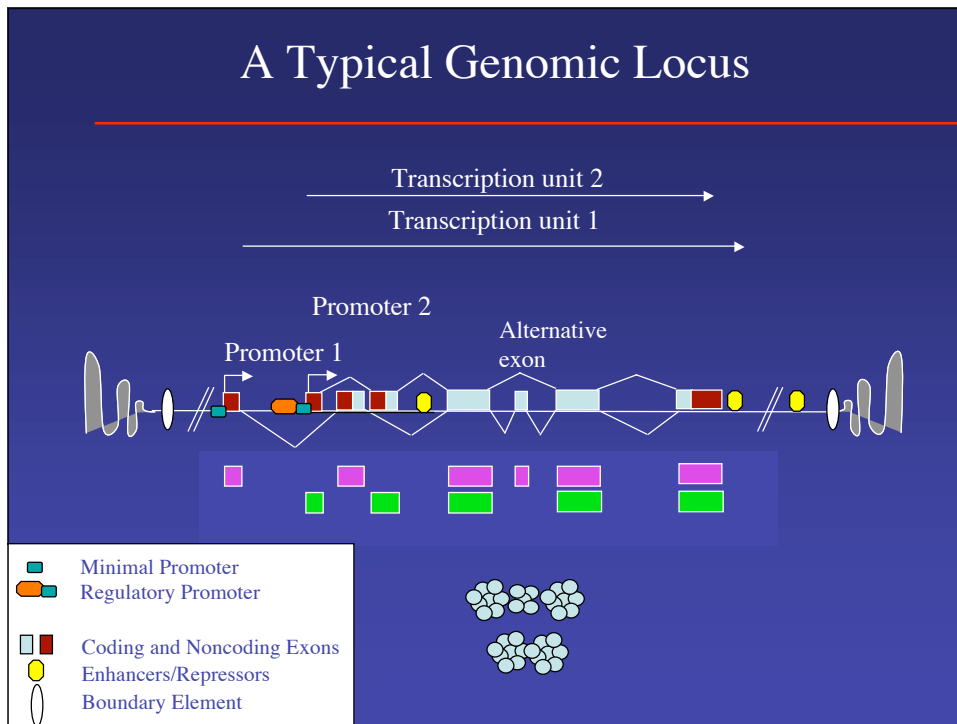 A Typical Genomic Locus
Transcription unit 2
Transcription unit 1
Promoter 2
Alternative
exon
Promoter 1
Minimal Promoter
Regulatory Promoter
Coding and Noncoding Exons
Enhancers/Repressors
Boundary Element